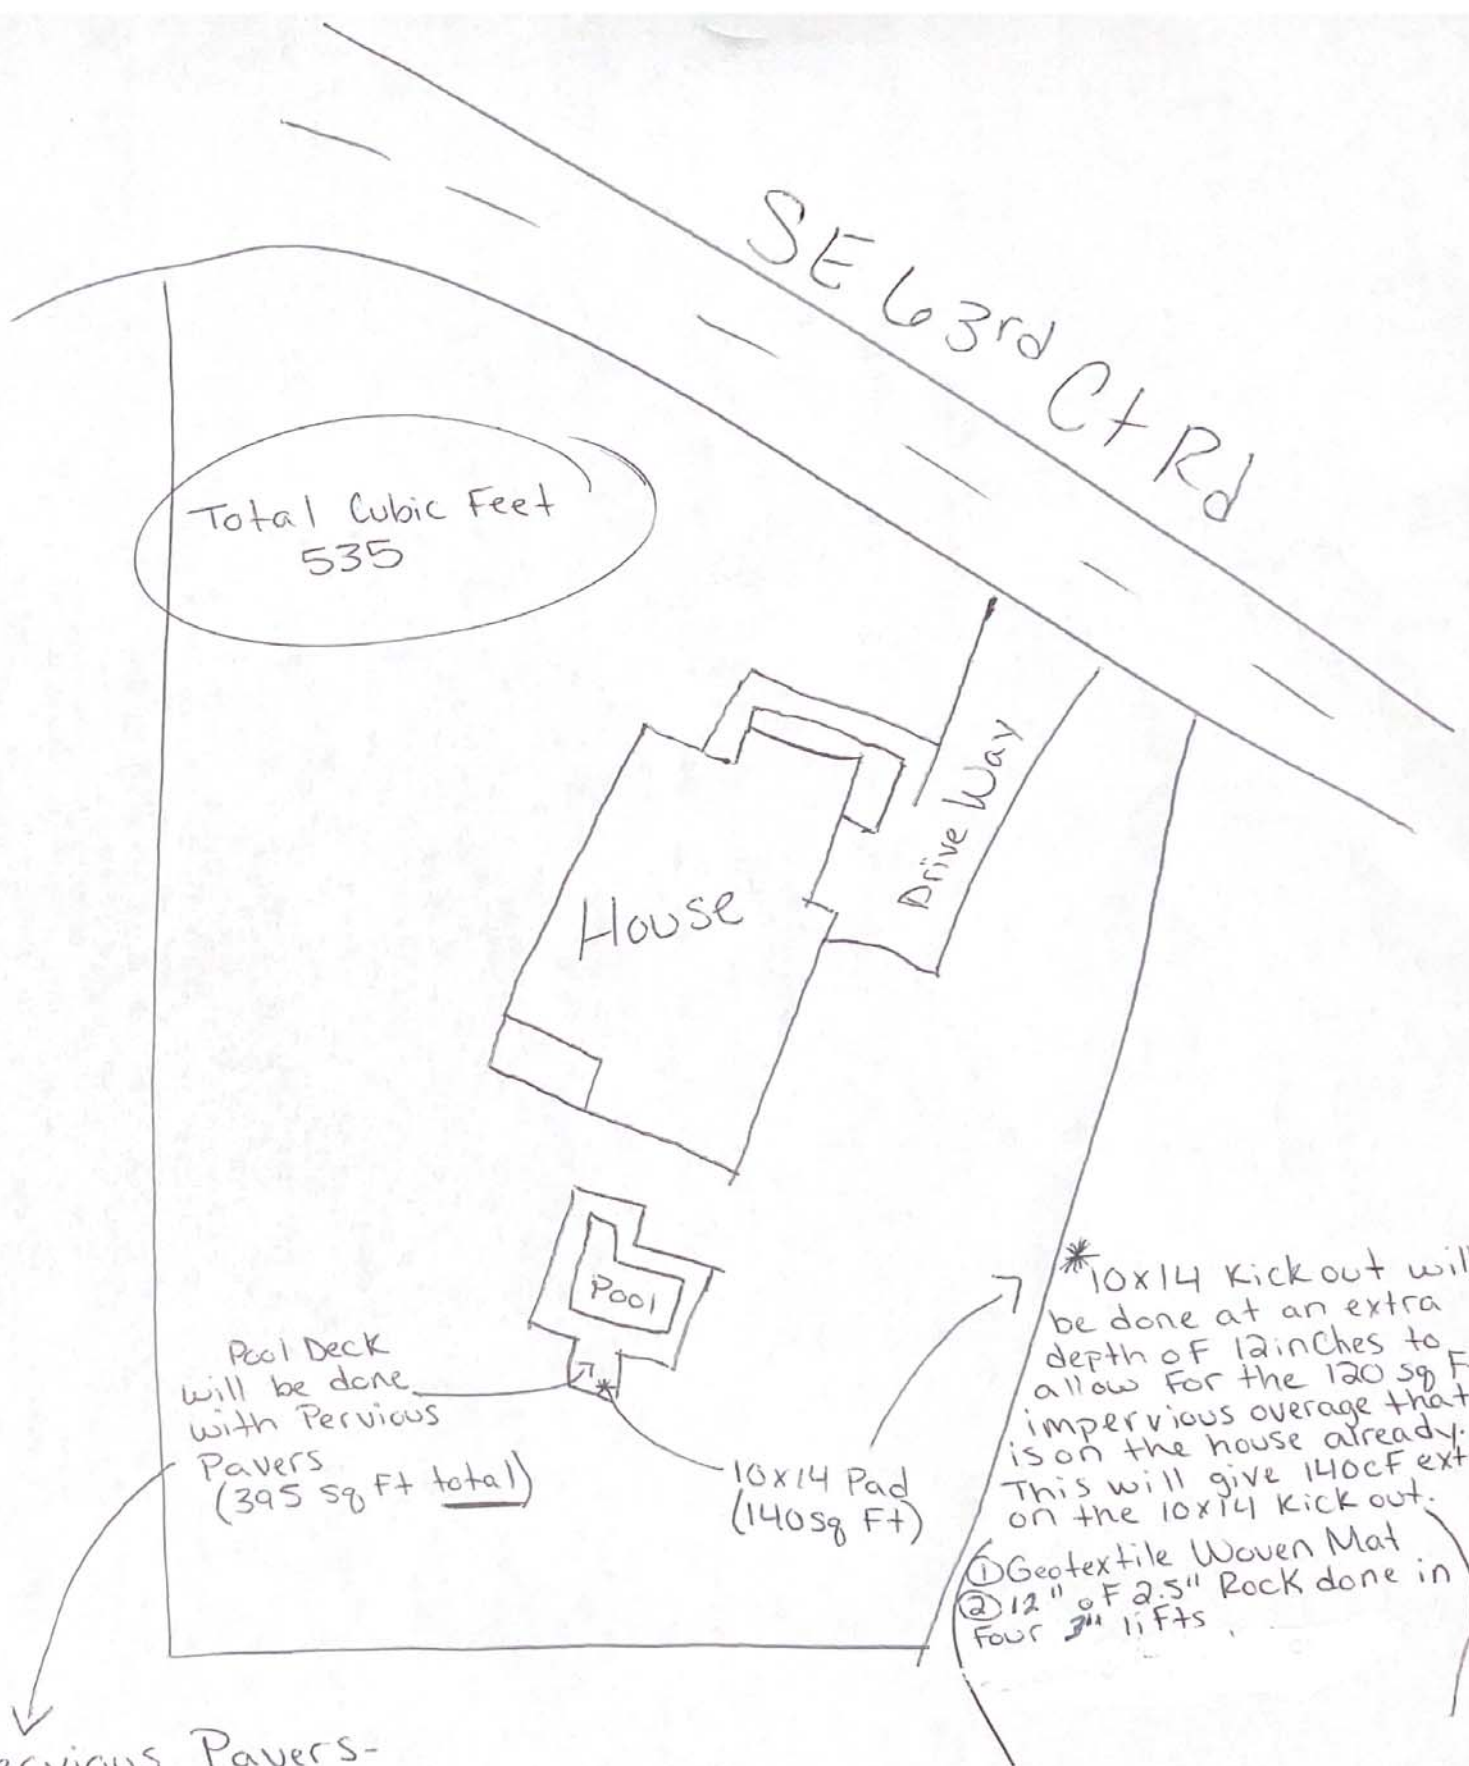 SE 63rd Ct Rd
Total Cubic Feet
535
Drive Way
House
Pool
Pool Deck
will be done
with Pervious
Pavers
(395 sq ft total)
10x14 Pad
(140 sq Ft)
*10x14 Kick out will
be done at an extra
depth of 12 inches to
allow for the 120 sq F
impervious overage that
is on the house already.
This will give 140cF ext
on the 10x14 Kick out.
① Geotextile Woven Mat
② 12" of 2.5" Rock done in
Four 3" lifts
ervious Pavers-